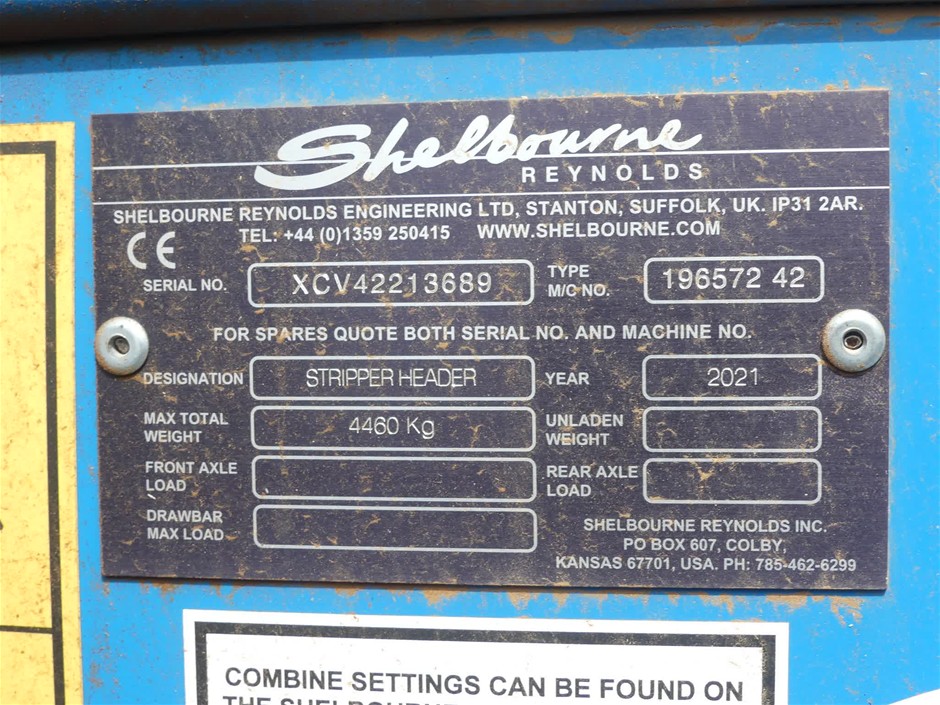 Shelbourne
REYNOLDS
SHELBOURNE REYNOLDS ENGINEERING LTD, STANTON, SUFFOLK, UK. IP31 2AR.
TEL: +44 (0)1359 250415 WWW.SHELBOURNE.COM
CE
SERIAL NO. XCV42213689 TYPE M/C NO. 196572 42
FOR SPARES QUOTE BOTH SERIAL NO. AND MACHINE NO.
DESIGNATION STRIPPER HEADER YEAR 2021
MAX TOTAL WEIGHT 4460 Kg UNLADEN WEIGHT
FRONT AXLE LOAD REAR AXLE LOAD
DRAWBAR MAX LOAD
SHELBOURNE REYNOLDS INC.
PO BOX 607, COLBY,
KANSAS 67701, USA. PH: 785-462-6299
COMBINE SETTINGS CAN BE FOUND ON
THE SHELBOURNE